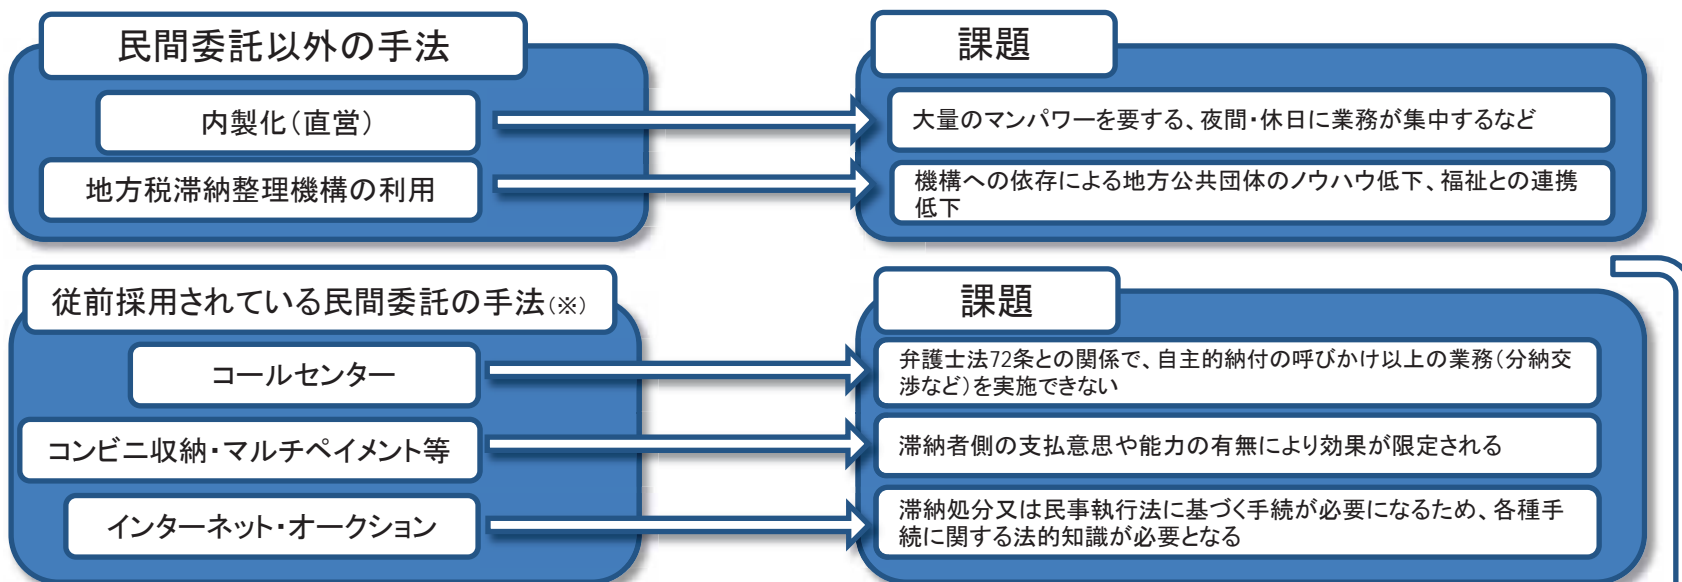 民間委託以外の手法
課題
内製化（直営）
大量のマンパワーを要する、夜間・休日に業務が集中するなど
地方税滞納整理機構の利用
機構への依存による地方公共団体のノウハウ低下、福祉との連携
低下
従前採用されている民間委託の手法(※)
課題
コールセンター
弁護士法72条との関係で、自主的納付の呼びかけ以上の業務（分納交
渉など）を実施できない
コンビニ収納・マルチペイメント等
滞納者側の支払意思や能力の有無により効果が限定される
インターネット・オークション
滞納処分又は民事執行法に基づく手続が必要になるため、各種手
続に関する法的知識が必要となる